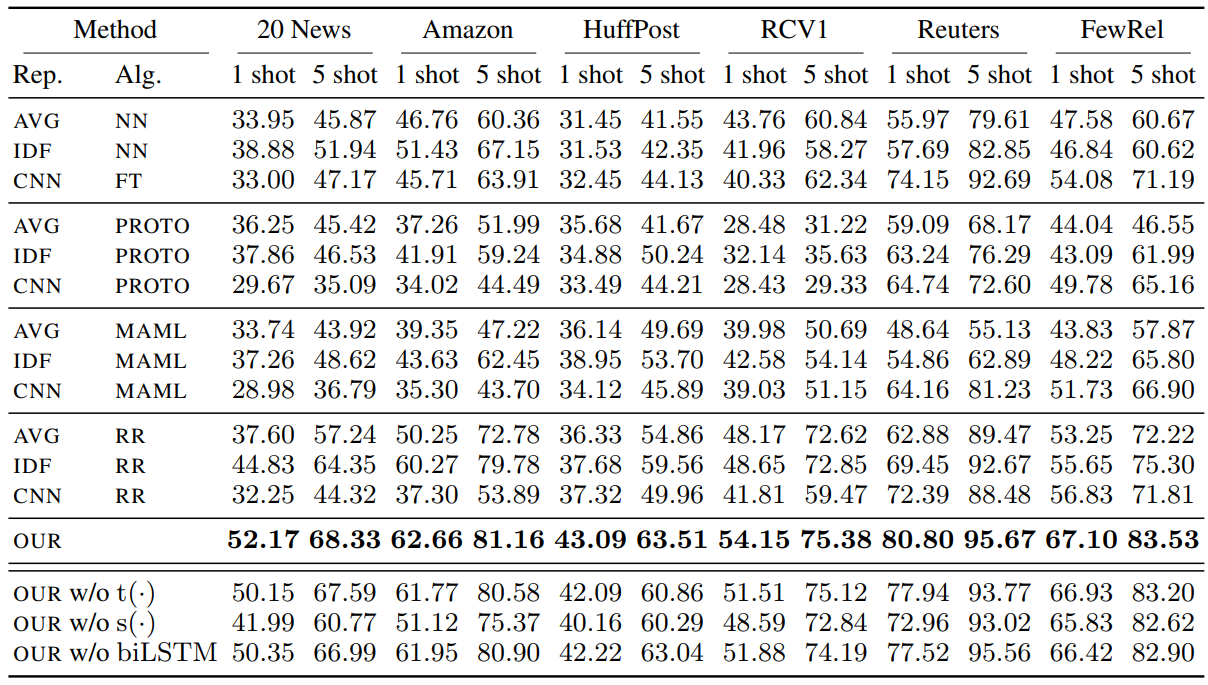 Method 20 News Amazon HuffPost RCV1 Reuters FewRel
Rep. Alg. 1 shot 5 shot 1 shot 5 shot 1 shot 5 shot 1 shot 5 shot 1 shot 5 shot 1 shot 5 shot
AVG NN 33.95 45.87 46.76 60.36 31.45 41.55 43.76 60.84 55.97 79.61 47.58 60.67
IDF NN 38.88 51.94 51.43 67.15 31.53 42.35 41.96 58.27 57.69 82.85 46.84 60.62
CNN FT 33.00 47.17 45.71 63.91 32.45 44.13 40.33 62.34 74.15 92.69 54.08 71.19
AVG PROTO 36.25 45.42 37.26 51.99 35.68 41.67 28.48 31.22 59.09 68.17 44.04 46.55
IDF PROTO 37.86 46.53 41.91 59.24 34.88 50.24 32.14 35.63 63.24 76.29 43.09 61.99
CNN PROTO 29.67 35.09 34.02 44.49 33.49 44.21 28.43 29.33 64.74 72.60 49.78 65.16
AVG MAML 33.74 43.92 39.35 47.22 36.14 49.69 39.98 50.69 48.64 55.13 43.83 57.87
IDF MAML 37.26 48.62 43.63 62.45 38.95 53.70 42.58 54.14 54.86 62.89 48.22 65.80
CNN MAML 28.98 36.79 35.30 43.70 34.12 45.89 39.03 51.15 64.16 81.23 51.73 66.90
AVG RR 37.60 57.24 50.25 72.78 36.33 54.86 48.17 72.62 62.88 89.47 53.25 72.22
IDF RR 44.83 64.35 60.27 79.78 37.68 59.56 48.65 72.85 69.45 92.67 55.65 75.30
CNN RR 32.25 44.32 37.30 53.89 37.32 49.96 41.81 59.47 72.39 88.48 56.83 71.81
OUR 52.17 68.33 62.66 81.16 43.09 63.51 54.15 75.38 80.80 95.67 67.10 83.53
OUR w/o t(·) 50.15 67.59 61.77 80.58 42.09 60.86 51.51 75.12 77.94 93.77 66.93 83.20
OUR w/o s(·) 41.99 60.77 51.12 75.37 40.16 60.29 48.59 72.84 72.96 93.02 65.83 82.62
OUR w/o biLSTM 50.35 66.99 61.95 80.90 42.22 63.04 51.88 74.19 77.52 95.56 66.42 82.90